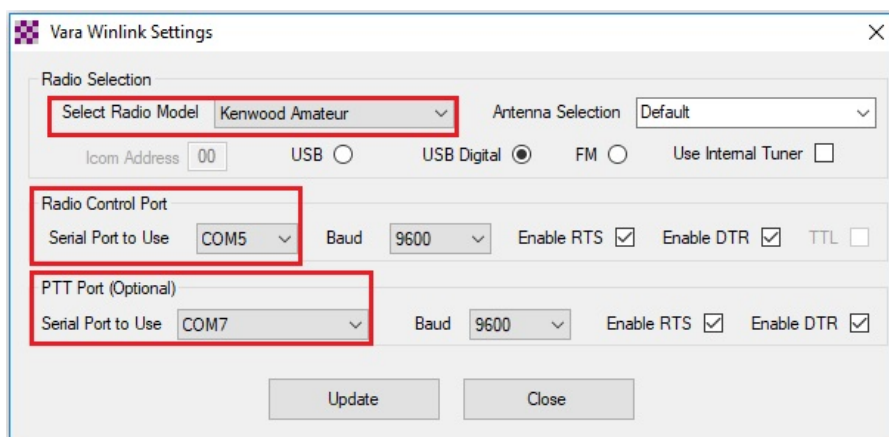 Vara Winlink Settings
Radio Selection
Select Radio Model Kenwood Amateur Antenna Selection Default
Icom Address 00 USB USB Digital FM Use Internal Tuner
Radio Control Port
Serial Port to Use COM5 Baud 9600 Enable RTS Enable DTR TTL
PTT Port (Optional)
Serial Port to Use COM7 Baud 9600 Enable RTS Enable DTR
Update Close